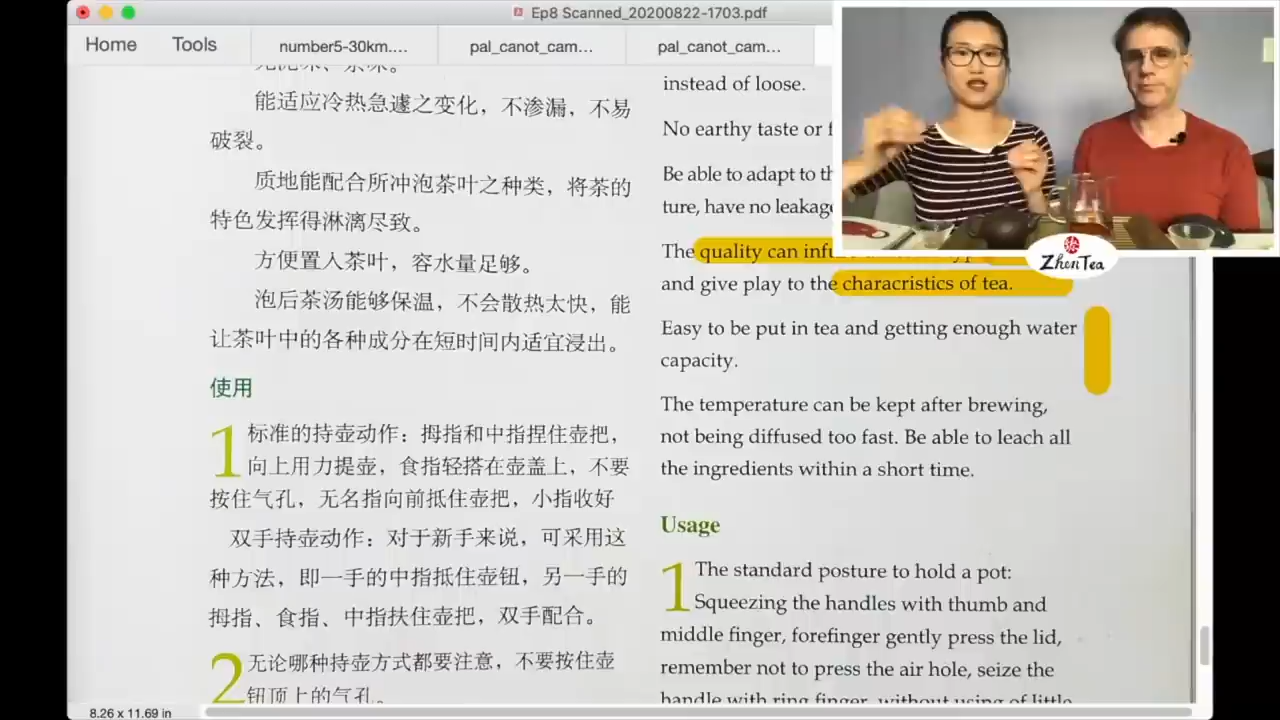 Ep8 Scanned_20200822-1703.pdf
Home
Tools
number5-30km....
pal_canot_cam...
pal_canot_cam...
能适应冷热急遽之变化，不渗漏，不易
破裂。
质地能配合所冲泡茶叶之种类，将茶的
特色发挥得淋漓尽致。
方便置入茶叶，容水量足够。
泡后茶汤能够保温，不会散热太快，能
让茶叶中的各种成分在短时间内适宜浸出。
使用
1 标准的持壶动作：拇指和中指捏住壶把，
向上用力提壶，食指轻搭在壶盖上，不要
按住气孔，无名指向前抵住壶把，小指收好
双手持壶动作：对于新手来说，可采用这
种方法，即一手的中指抵住壶钮，另一手的
拇指、食指、中指扶住壶把，双手配合。
2 无论哪种持壶方式都要注意，不要按住壶
钮顶上的气孔。
instead of loose.
No earthy taste or
Be able to adapt to th
ture, have no leakage
The quality can inf
and give play to the characristics of tea.
Easy to be put in tea and getting enough water
capacity.
The temperature can be kept after brewing,
not being diffused too fast. Be able to leach all
the ingredients within a short time.
Usage
1 The standard posture to hold a pot:
Squeezing the handles with thumb and
middle finger, forefinger gently press the lid,
remember not to press the air hole, seize the
handle with ring finger, without using of little
ZhenTea
8.26 x 11.69 in